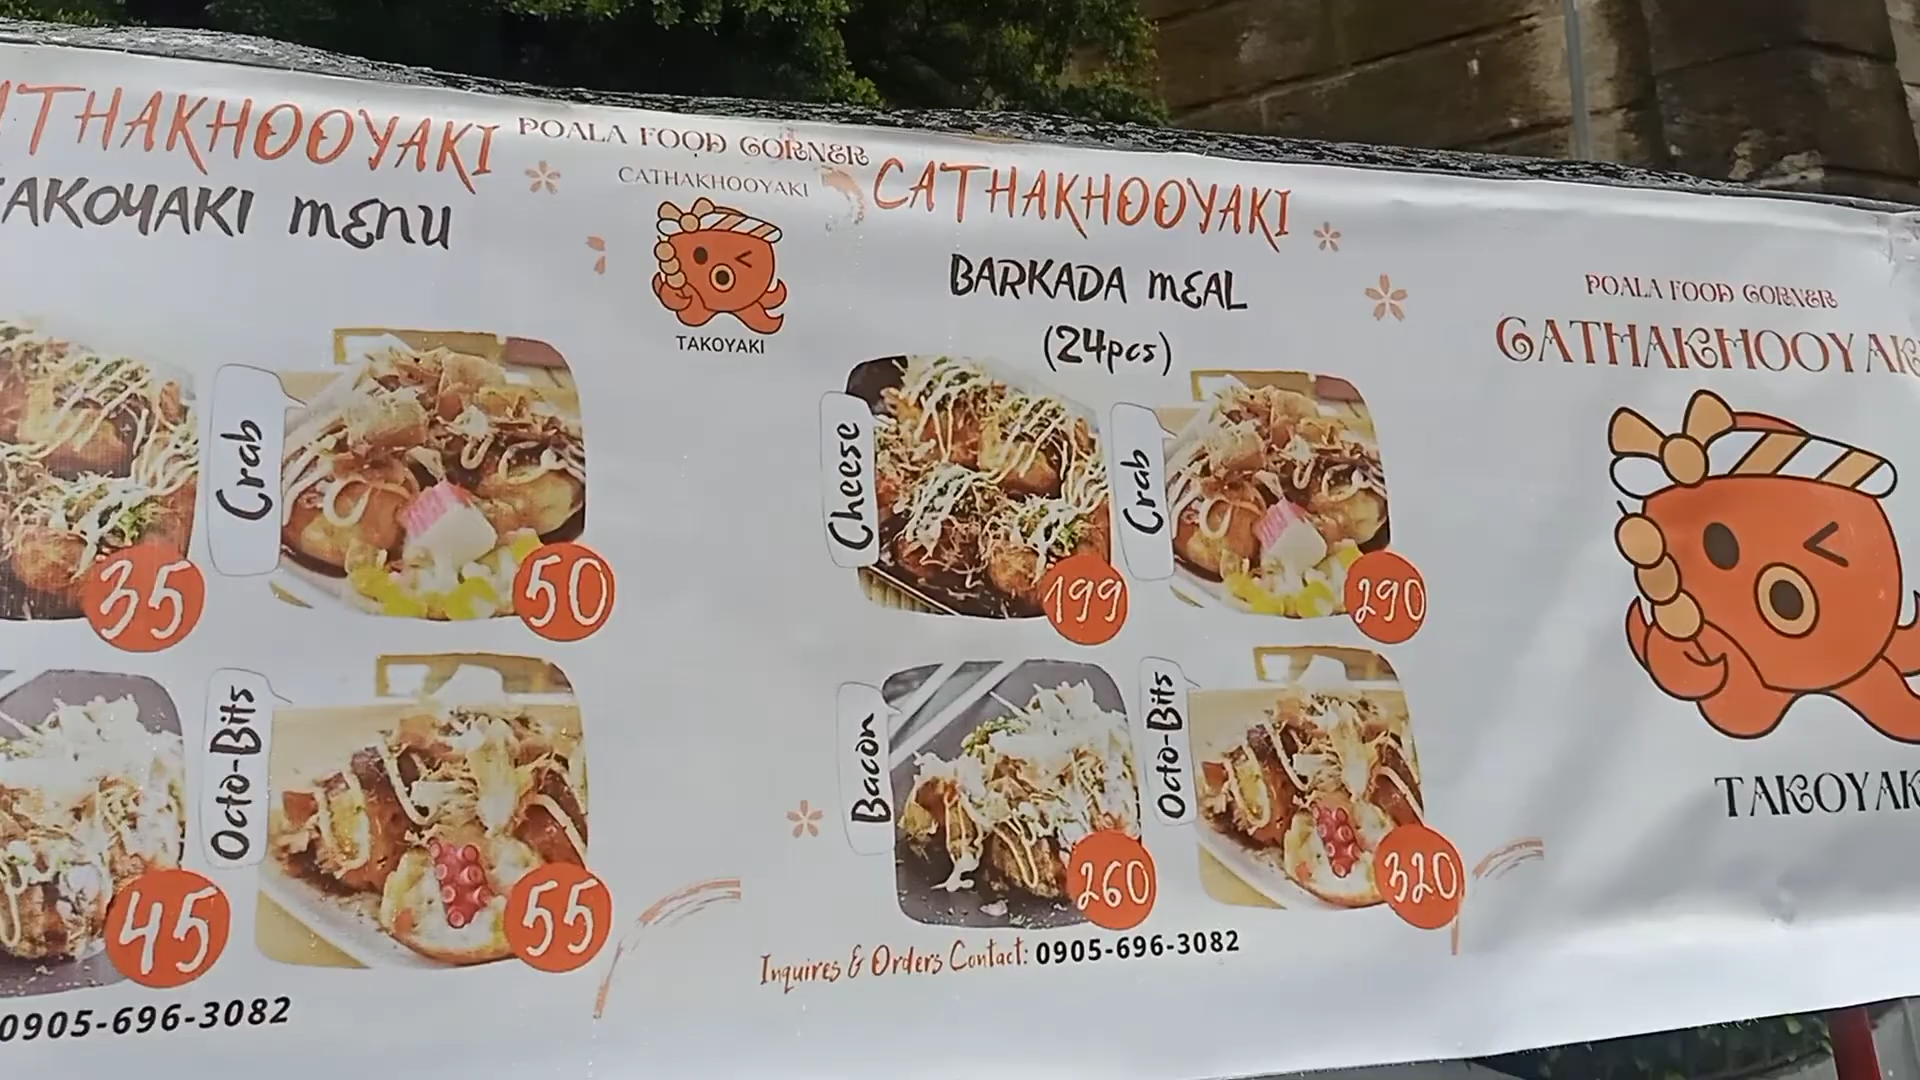 THAKHOOYAKI
TAKOYAKI MENU
35
Crab
50
45
Octo-Bits
55
0905-696-3082
POALA FOOD CORNER
CATHAKHOOYAKI
TAKOYAKI
CATHAKHOOYAKI
BARKADA MEAL
(24pcs)
Cheese
199
Crab
290
Bacon
260
Octo-Bits
320
Inquires & Orders Contact: 0905-696-3082
POALA FOOD CORNER
CATHAKHOOYAK
TAKOYAK